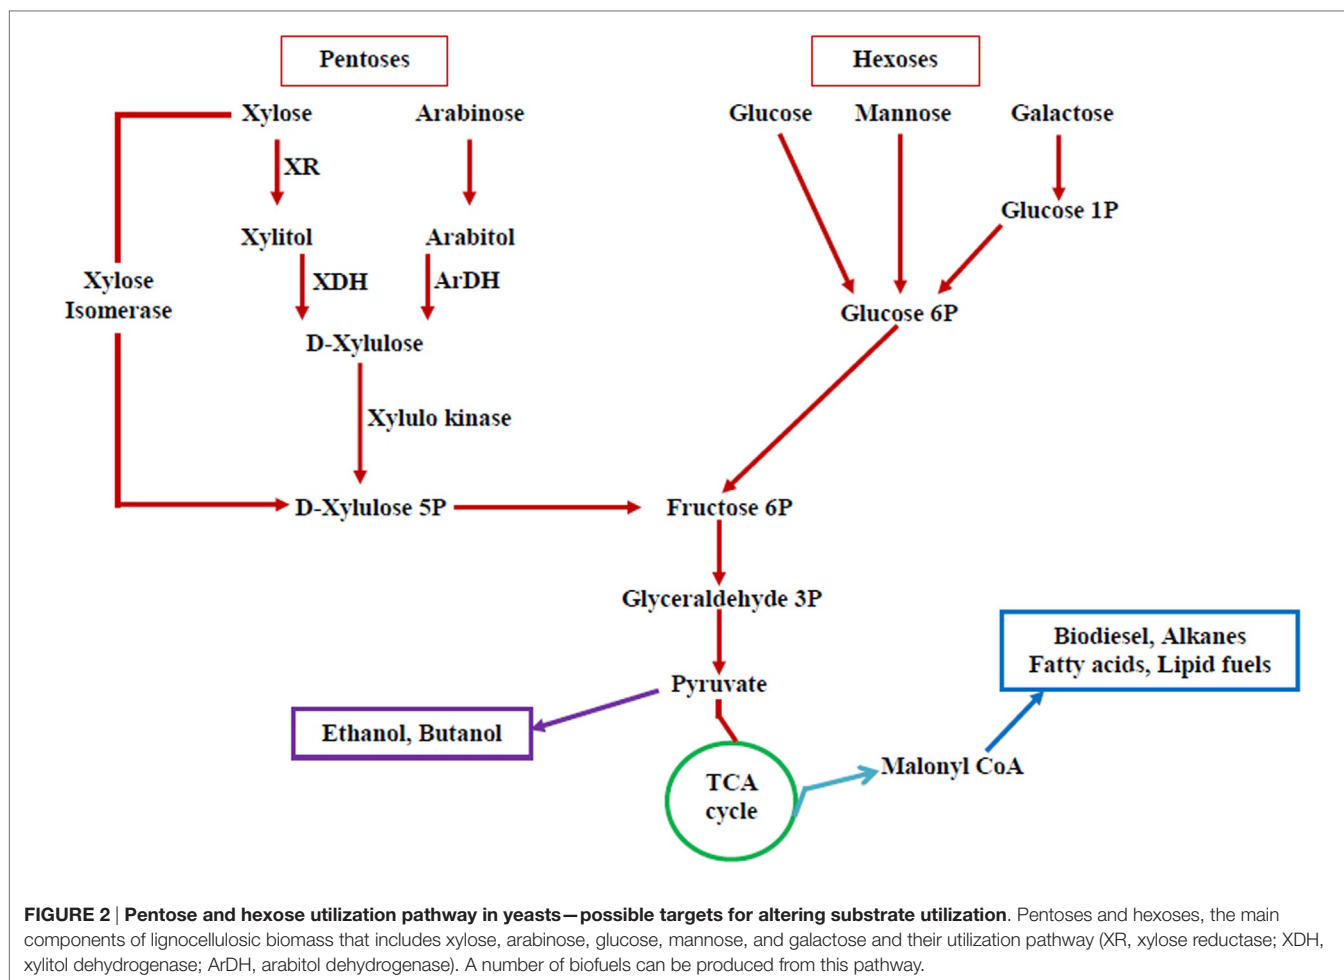 Pentoses
Hexoses
Xylose
Arabinose
Glucose
Mannose
Galactose
XR
Glucose 1P
Xylitol
Arabitol
Xylose
Isomerase
XDH
ArDH
Glucose 6P
D-Xylulose
Xylulo kinase
D-Xylulose 5P
Fructose 6P
Glyceraldehyde 3P
Biodiesel, Alkanes
Fatty acids, Lipid fuels
Pyruvate
Ethanol, Butanol
TCA
cycle
Malonyl CoA
FIGURE 2 | Pentose and hexose utilization pathway in yeasts—possible targets for altering substrate utilization. Pentoses and hexoses, the main
components of lignocellulosic biomass that includes xylose, arabinose, glucose, mannose, and galactose and their utilization pathway (XR, xylose reductase; XDH,
xylitol dehydrogenase; ArDH, arabitol dehydrogenase). A number of biofuels can be produced from this pathway.